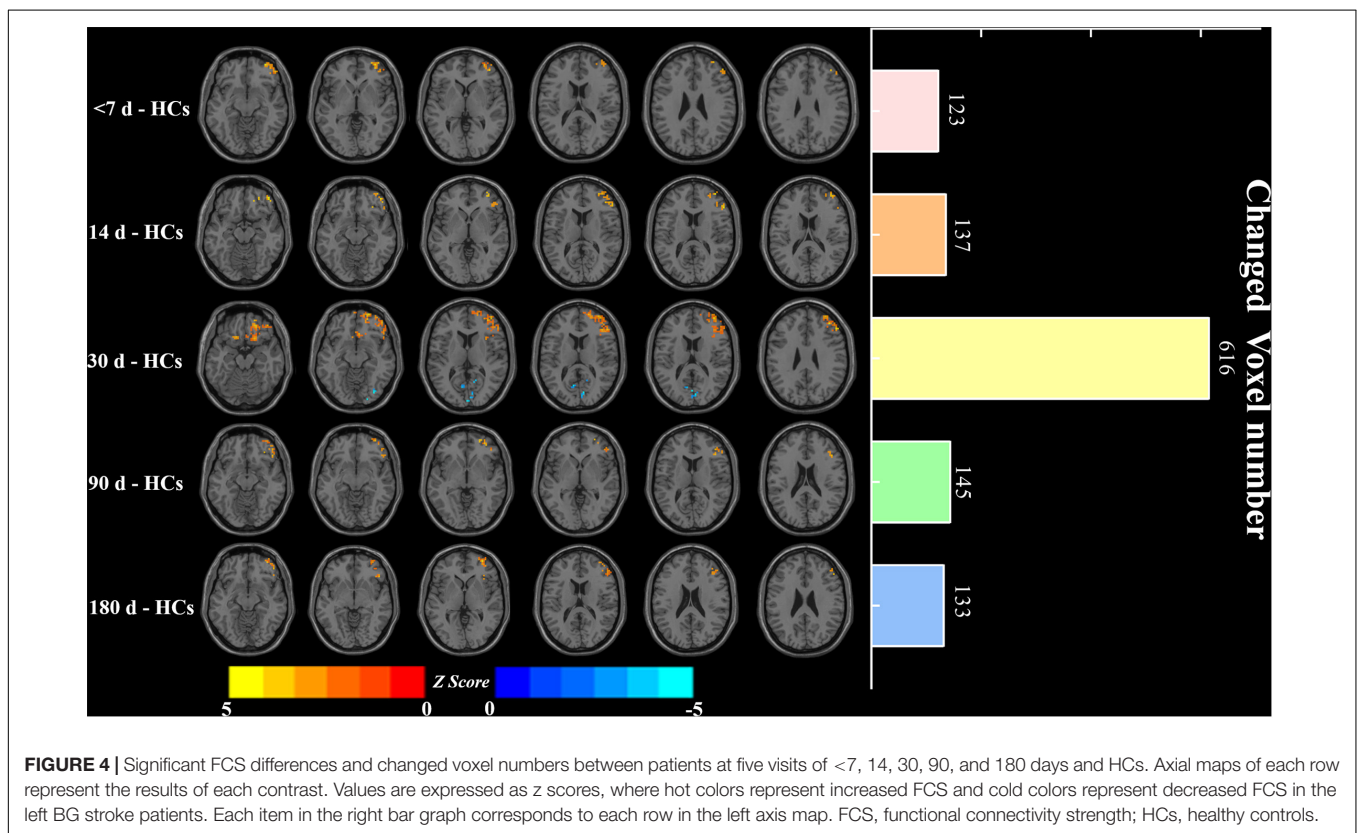 <7 d - HCs
123
14 d - HCs
137
30 d - HCs
616
90 d - HCs
145
180 d - HCs
133
Changed Voxel number
Z Score
5 0 0 -5
FIGURE 4 | Significant FCS differences and changed voxel numbers between patients at five visits of <7, 14, 30, 90, and 180 days and HCs. Axial maps of each row
represent the results of each contrast. Values are expressed as z scores, where hot colors represent increased FCS and cold colors represent decreased FCS in the
left BG stroke patients. Each item in the right bar graph corresponds to each row in the left axis map. FCS, functional connectivity strength; HCs, healthy controls.